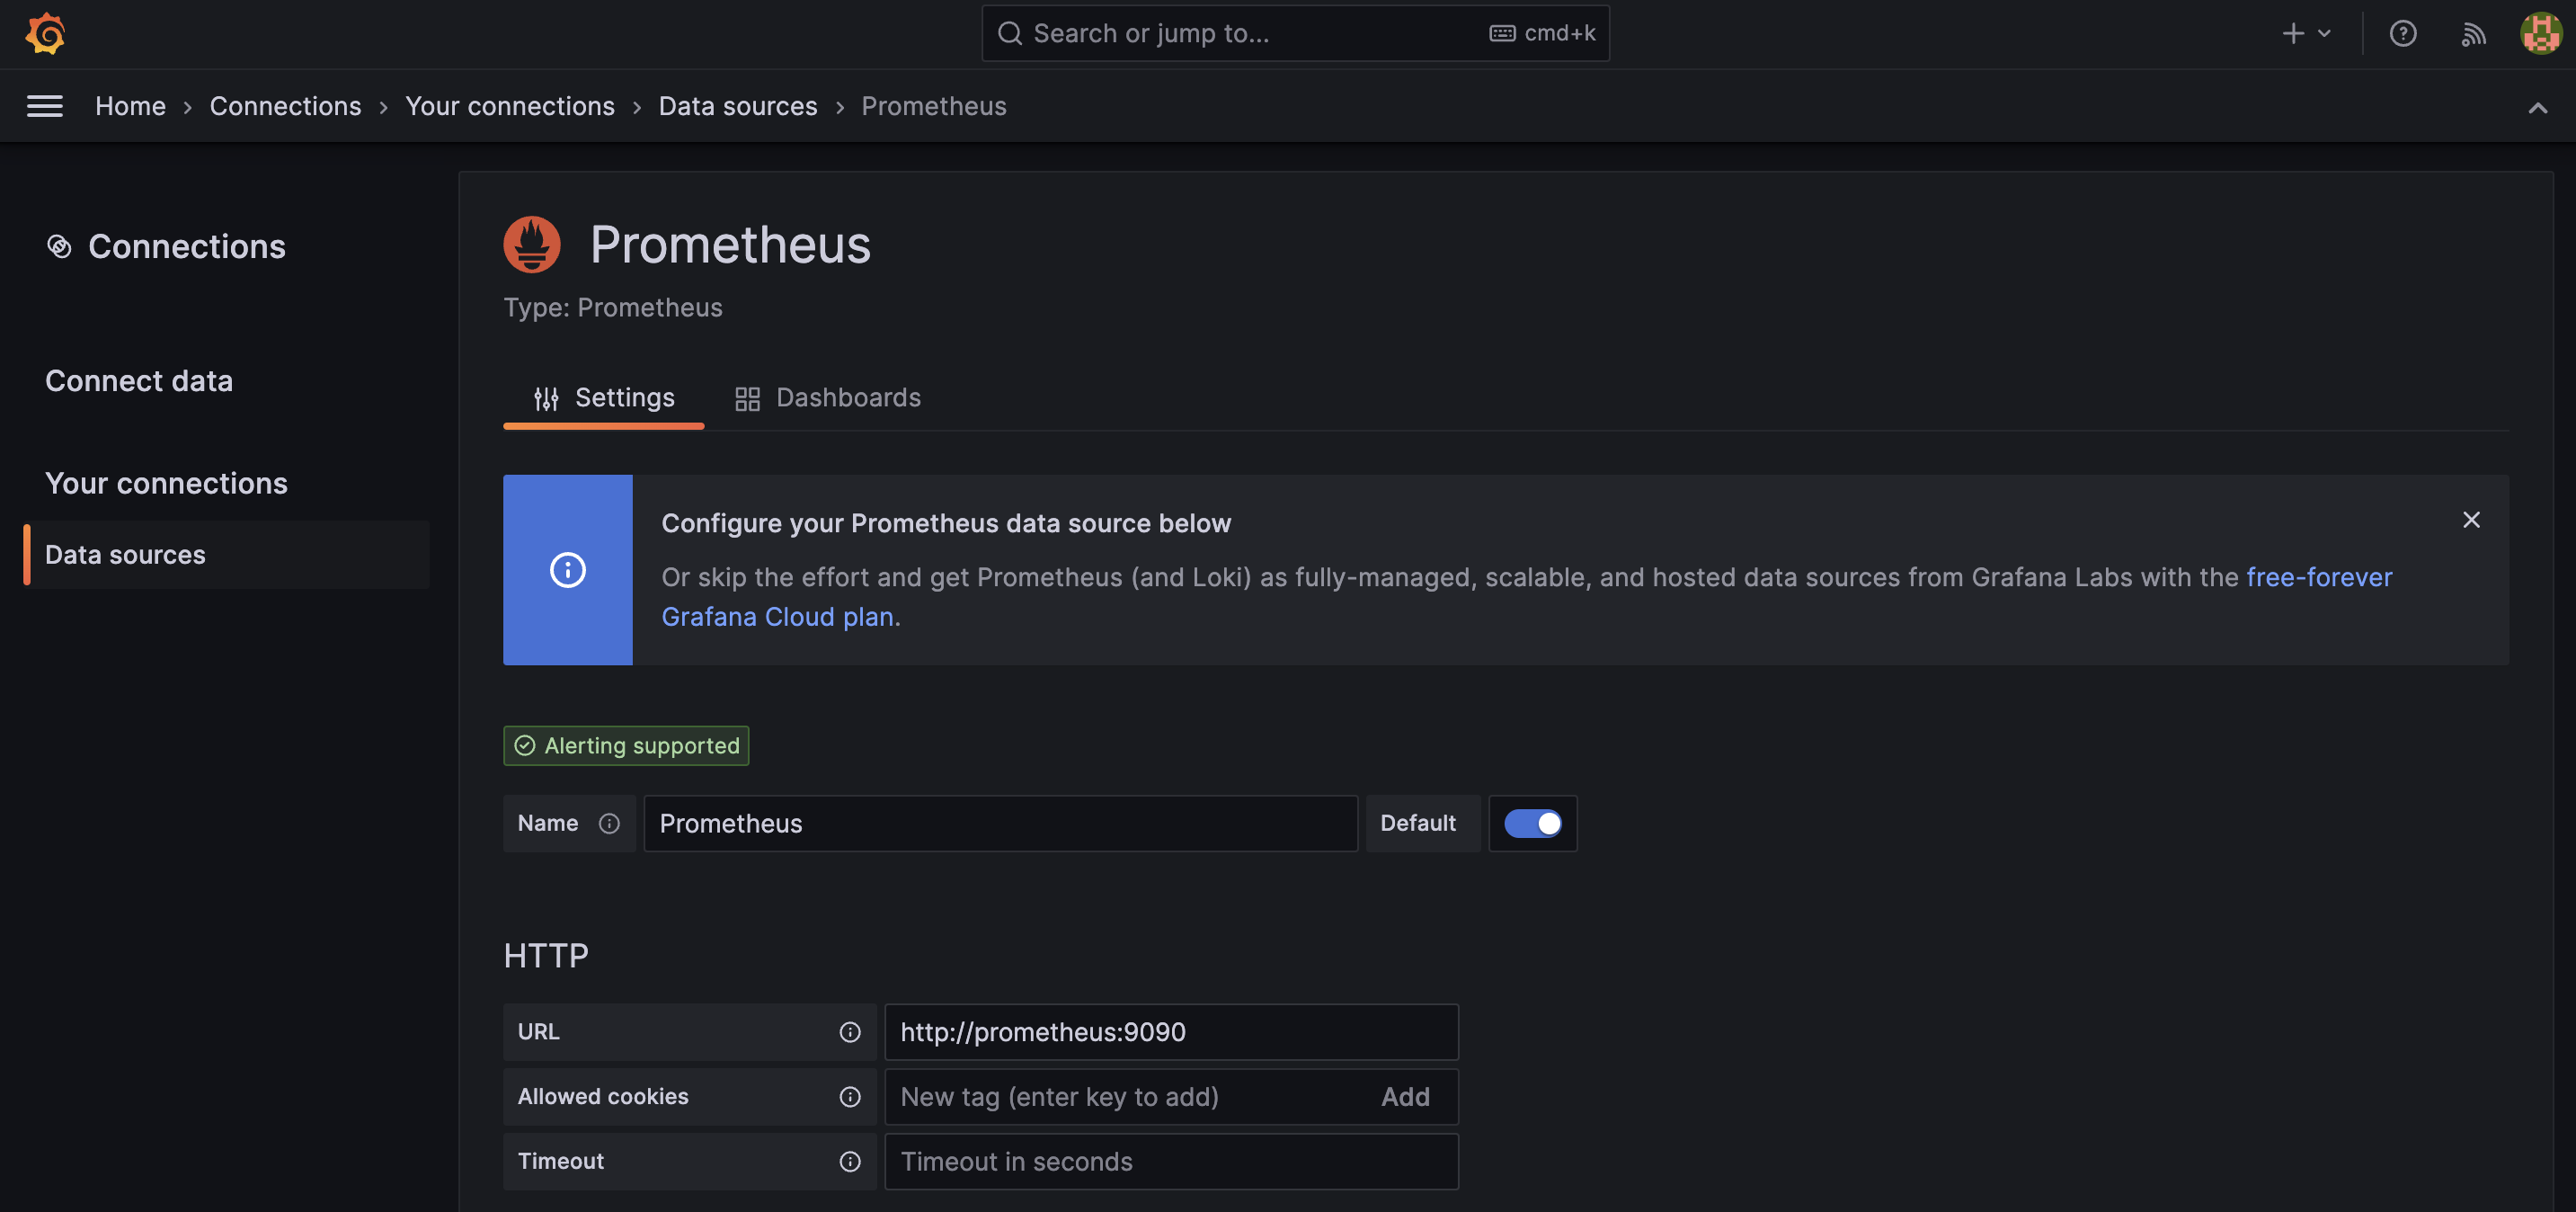 Search or jump to... cmd+k
Home › Connections › Your connections › Data sources › Prometheus
Connections
Connect data
Your connections
Data sources
Prometheus
Type: Prometheus
Settings Dashboards
Configure your Prometheus data source below
Or skip the effort and get Prometheus (and Loki) as fully-managed, scalable, and hosted data sources from Grafana Labs with the free-forever
Grafana Cloud plan.
Alerting supported
Name Prometheus Default
HTTP
URL http://prometheus:9090
Allowed cookies New tag (enter key to add) Add
Timeout Timeout in seconds